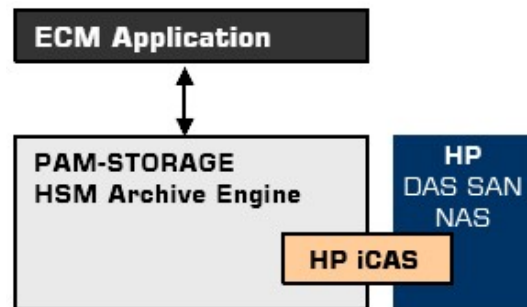 ECM Application
PAM-STORAGE
HSM Archive Engine
HP
DAS SAN
NAS
HP iCAS